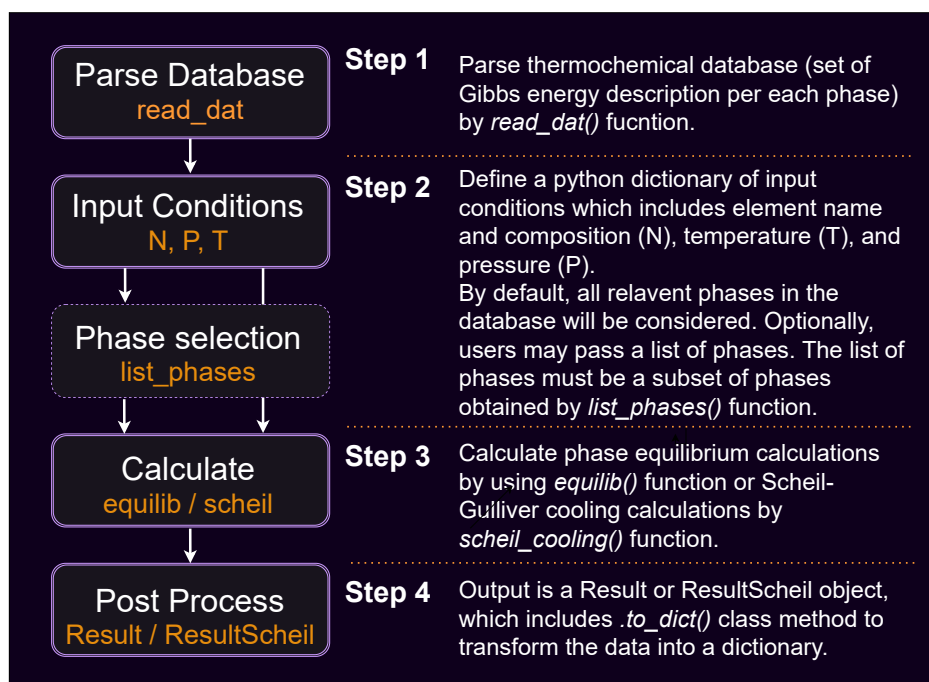 Parse Database
read_dat
Step 1
Parse thermochemical database (set of
Gibbs energy description per each phase)
by read_dat() fucntion.
Input Conditions
N, P, T
Step 2
Define a python dictionary of input
conditions which includes element name
and composition (N), temperature (T), and
pressure (P).
By default, all relavent phases in the
database will be considered. Optionally,
users may pass a list of phases. The list of
phases must be a subset of phases
obtained by list_phases() function.
Phase selection
list_phases
Calculate
equilib / scheil
Step 3
Calculate phase equilibrium calculations
by using equilib() function or Scheil-
Guiliver cooling calculations by
scheil_cooling() function.
Post Process
Result / ResultScheil
Step 4
Output is a Result or ResultScheil object,
which includes .to_dict() class method to
transform the data into a dictionary.